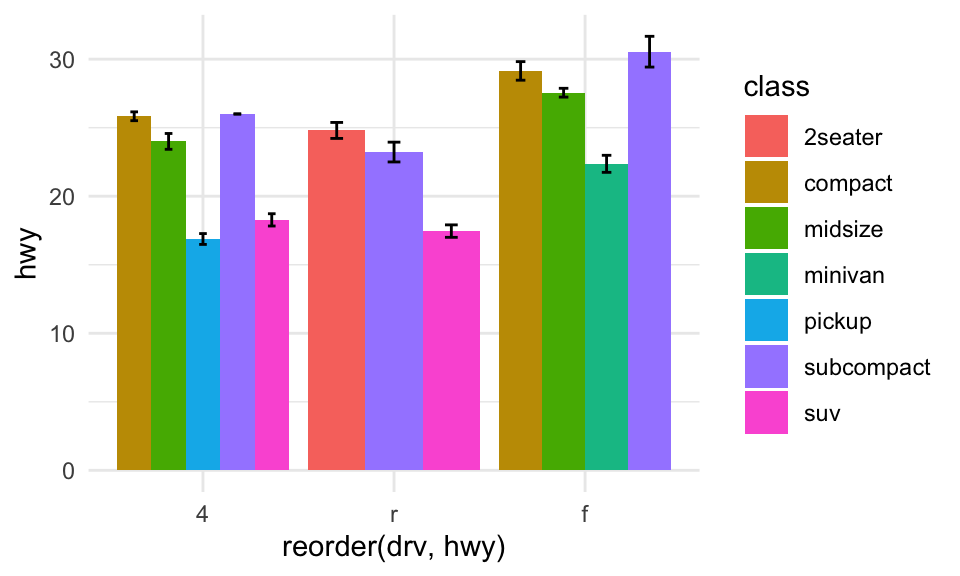 hwy
30
20
10
0
4 r f
reorder(drv, hwy)
class
2seater
compact
midsize
minivan
pickup
subcompact
suv